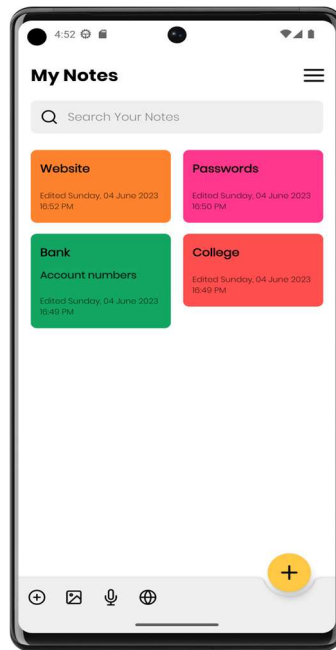 4:52
My Notes
Search Your Notes
Website
Edited Sunday, 04 June 2023
16:52 PM
Passwords
Edited Sunday, 04 June 2023
16:50 PM
Bank
Account numbers
Edited Sunday, 04 June 2023
16:49 PM
College
Edited Sunday, 04 June 2023
16:49 PM